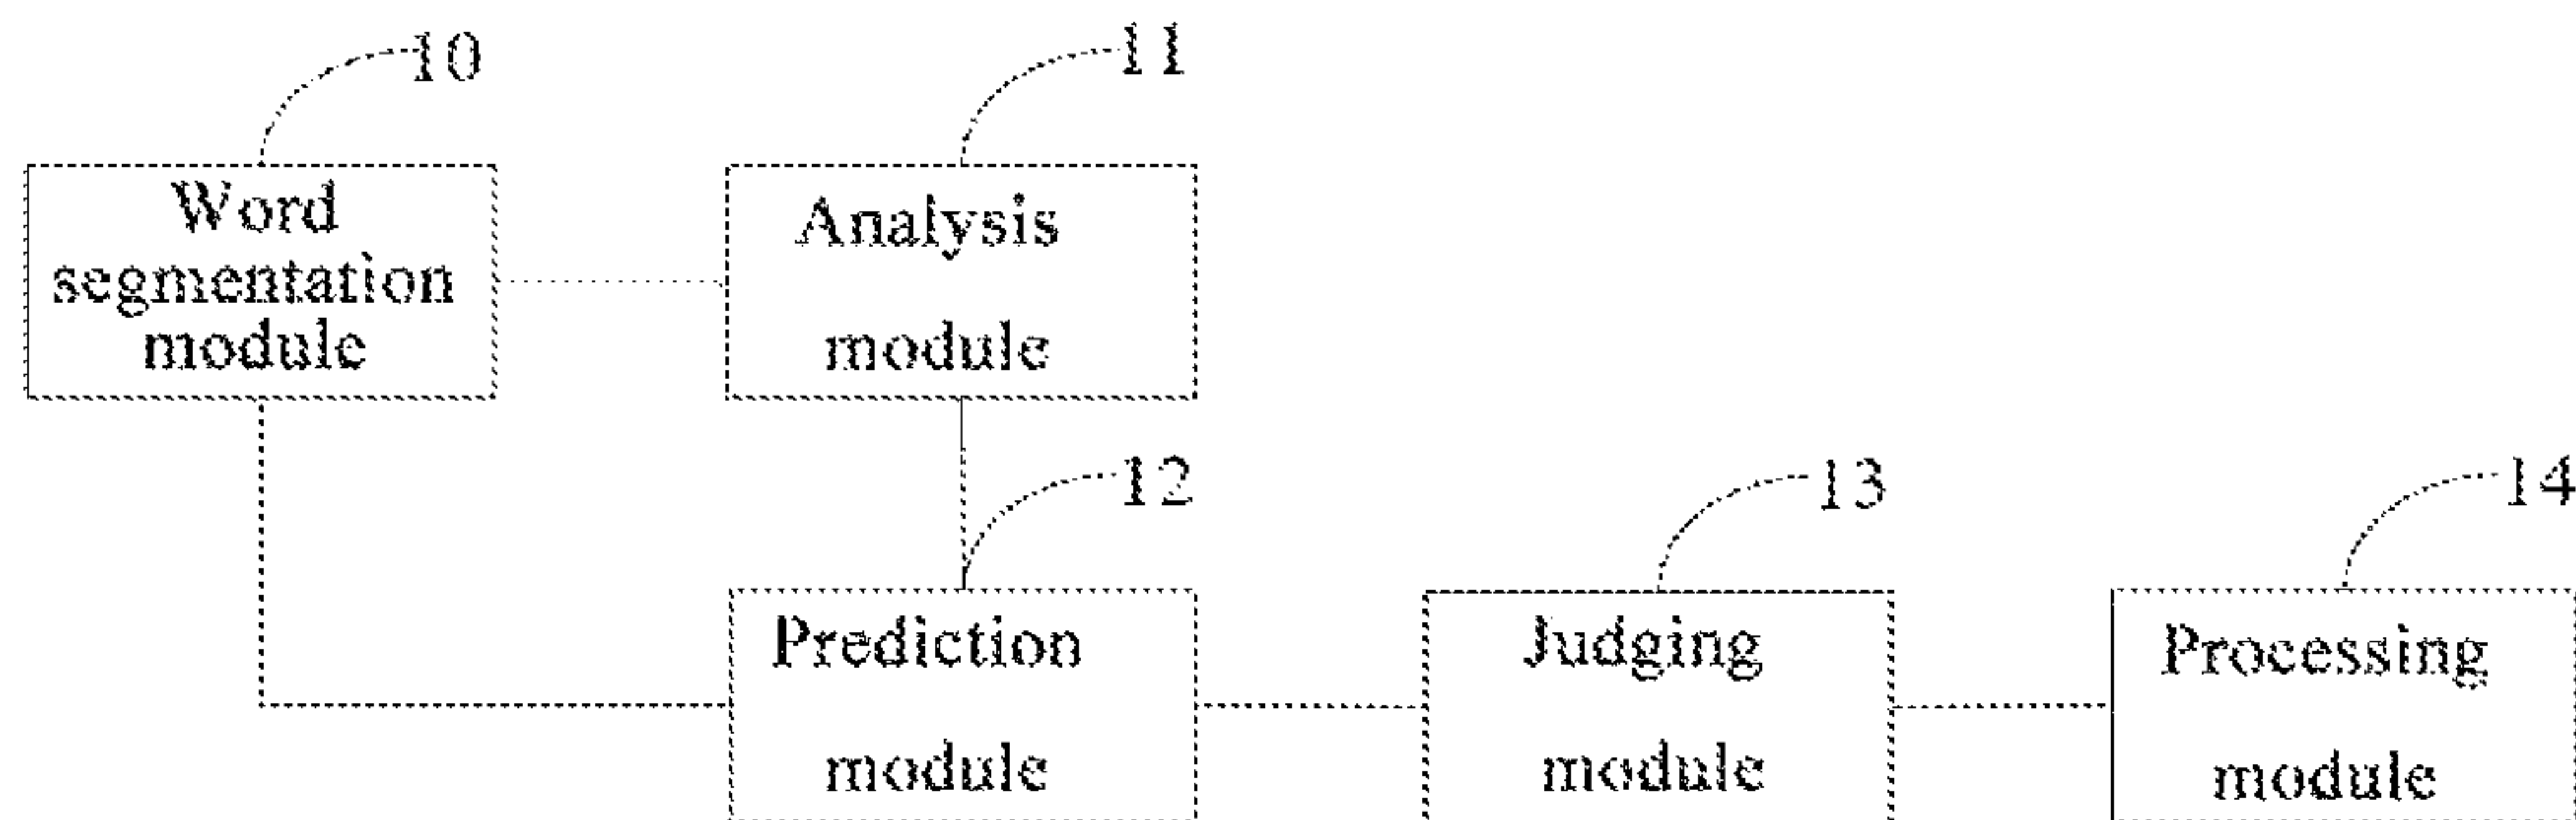 10
11
Word
segmentation
module
Analysis
module
12
13
14
Prediction
module
Judging
module
Processing
module